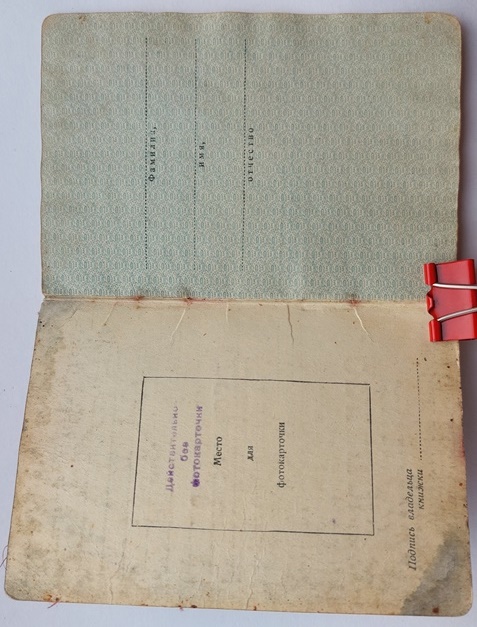 Действительно
без
фотокарточки
Место
для
фотокарточки
Подпись владельца
книжки
фамилия,
имя,
отчество